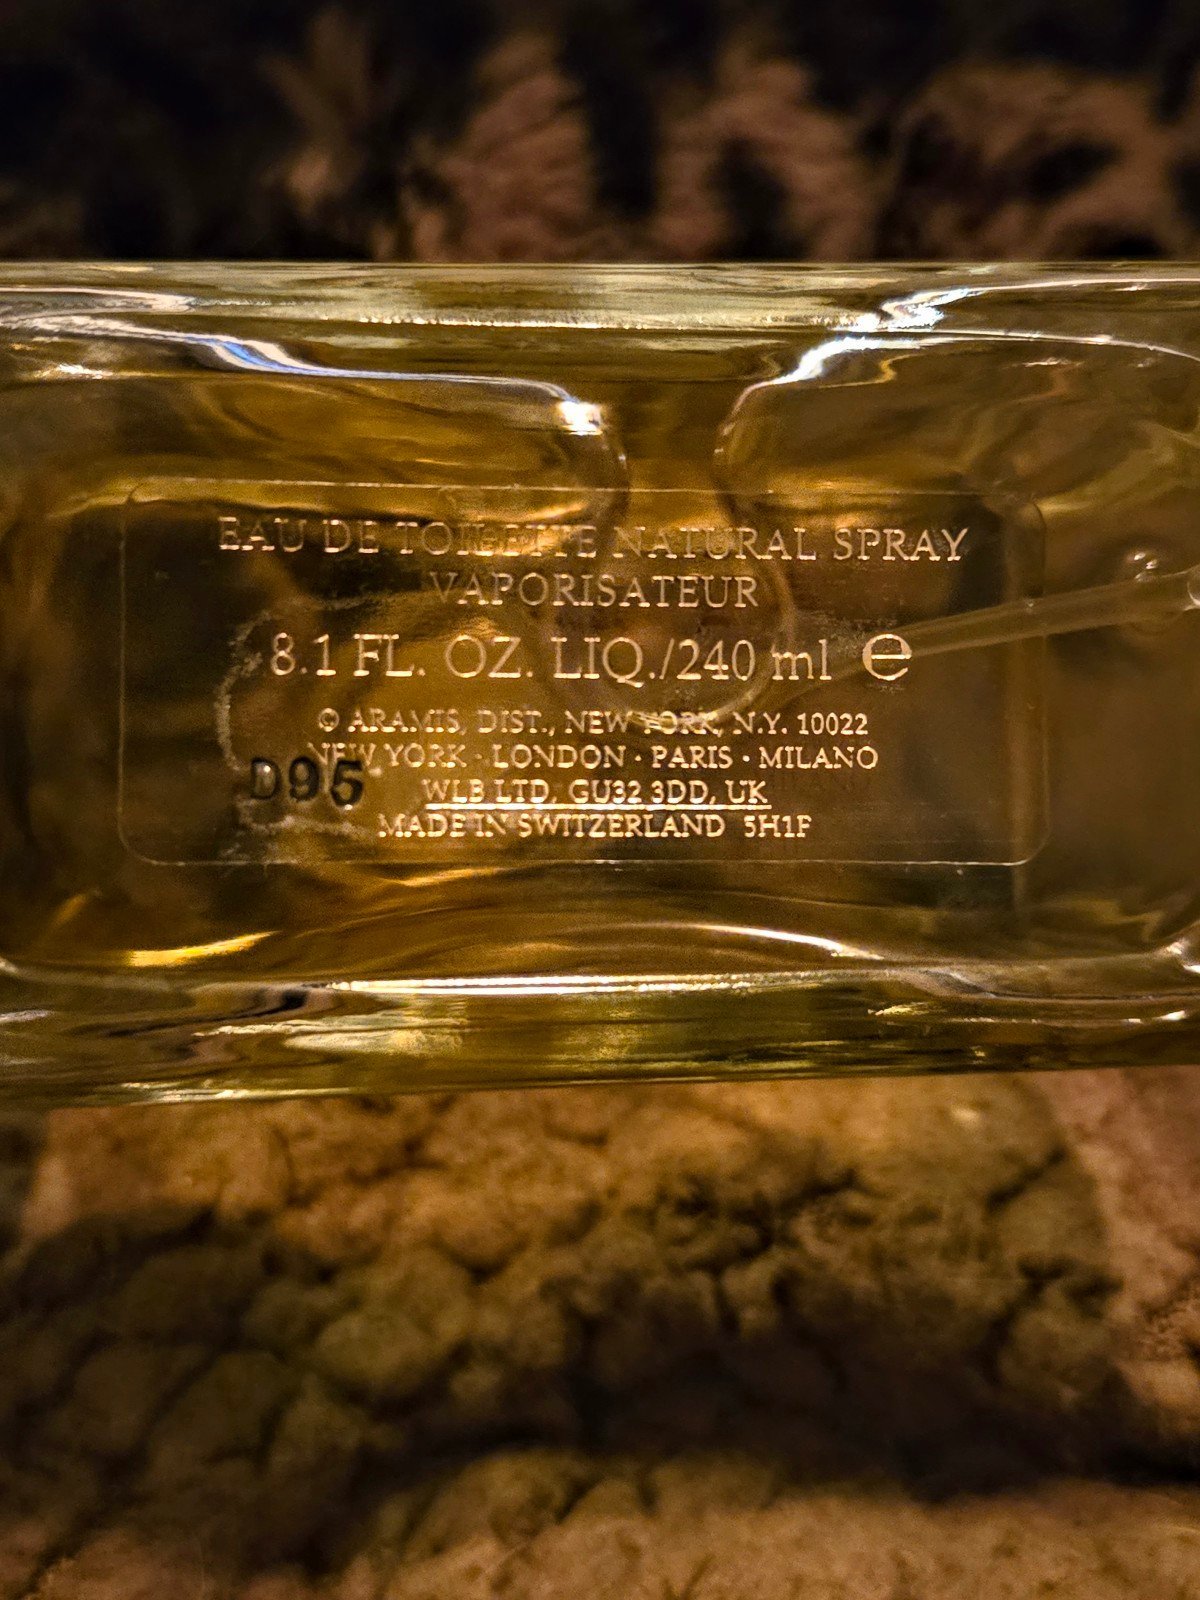 EAU DE TOILETTE NATURAL SPRAY
VAPORISATEUR
8.1 FL. OZ. LIQ./240 ml e
© ARAMIS, DIST., NEW YORK, N.Y. 10022
NEW YORK · LONDON · PARIS · MILANO
D95
WLB LTD, GU32 3DD, UK
MADE IN SWITZERLAND 5H1F